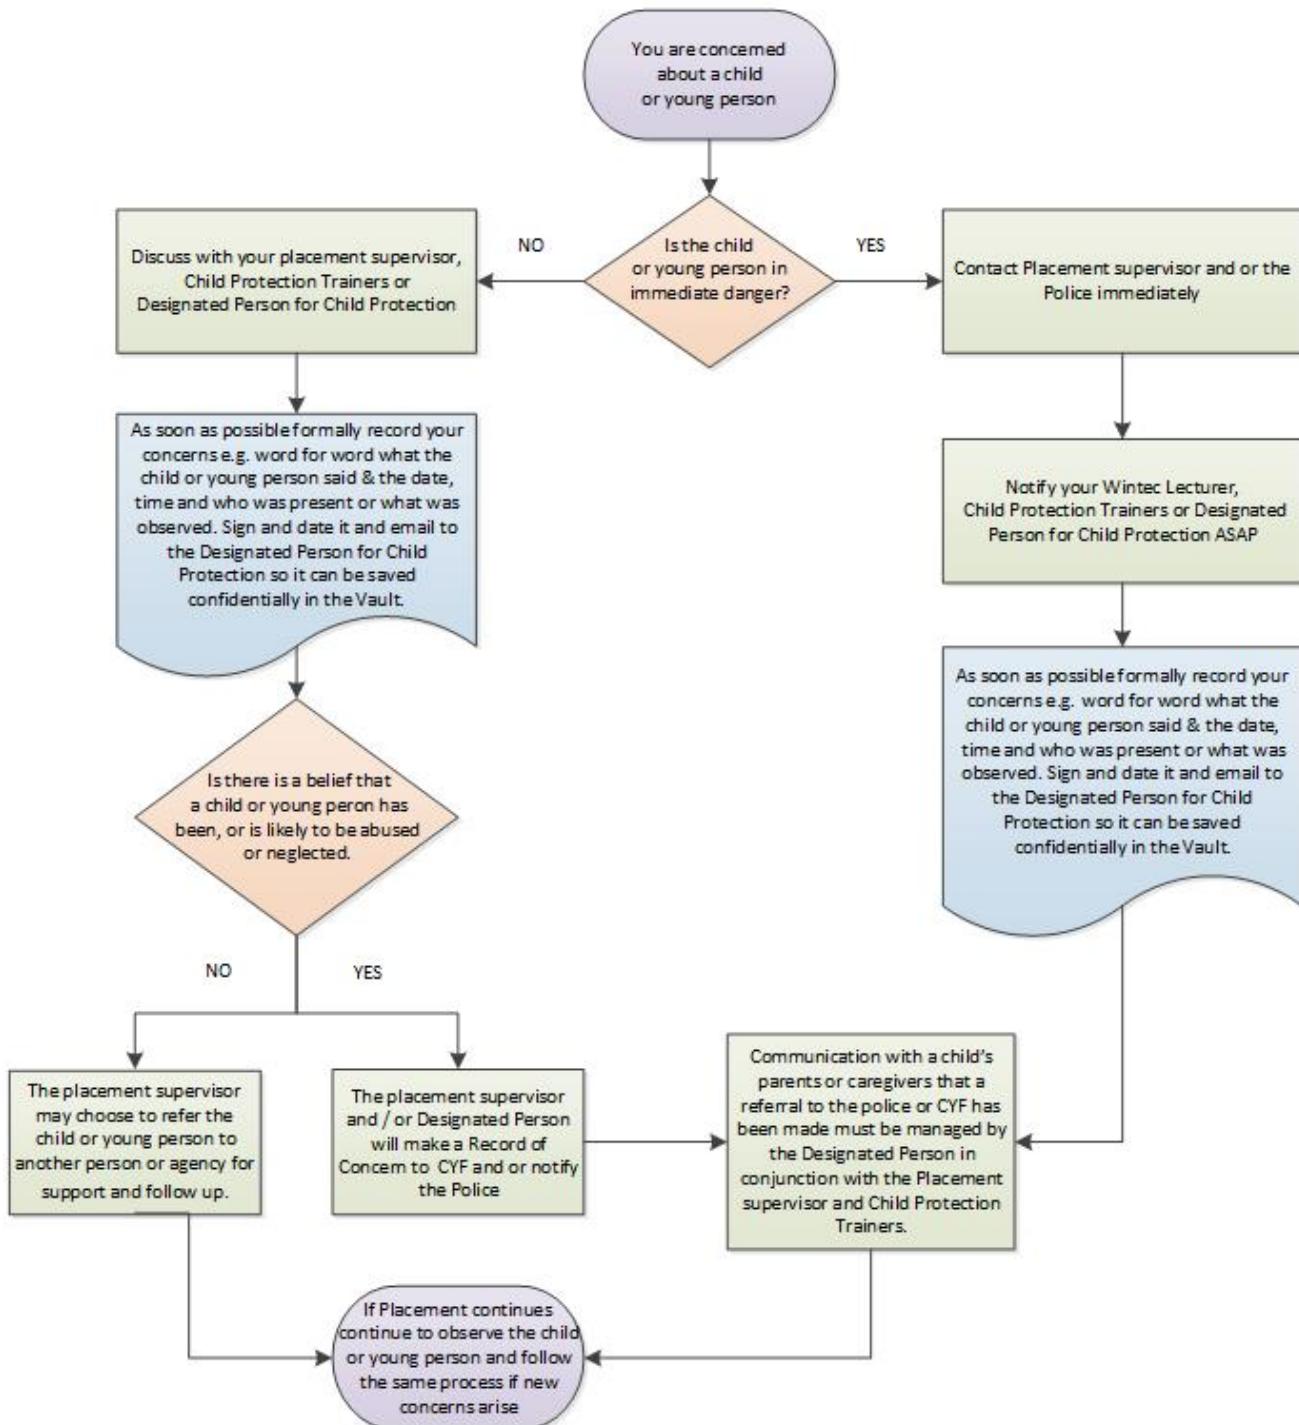 You are concerned
about a child
or young person
Is the child
or young person in
immediate danger?
NO
YES
Discuss with your placement supervisor,
Child Protection Trainers or
Designated Person for Child Protection
Contact Placement supervisor and or the
Police immediately
As soon as possible formally record your
concerns e.g. word for word what the
child or young person said & the date,
time and who was present or what was
observed. Sign and date it and email to
the Designated Person for Child
Protection so it can be saved
confidentially in the Vault.
Notify your Wintec Lecturer,
Child Protection Trainers or Designated
Person for Child Protection ASAP
As soon as possible formally record your
concerns e.g. word for word what the
child or young person said & the date,
time and who was present or what was
observed. Sign and date it and email to
the Designated Person for Child
Protection so it can be saved
confidentially in the Vault.
Is there is a belief that
a child or young peron has
been, or is likely to be abused
or neglected.
NO
YES
The placement supervisor
may choose to refer the
child or young person to
another person or agency for
support and follow up.
The placement supervisor
and / or Designated Person
will make a Record of
Concern to CYF and or notify
the Police
Communication with a child's
parents or caregivers that a
referral to the police or CYF has
been made must be managed by
the Designated Person in
conjunction with the Placement
supervisor and Child Protection
Trainers.
If Placement continues
continue to observe the child
or young person and follow
the same process if new
concerns arise